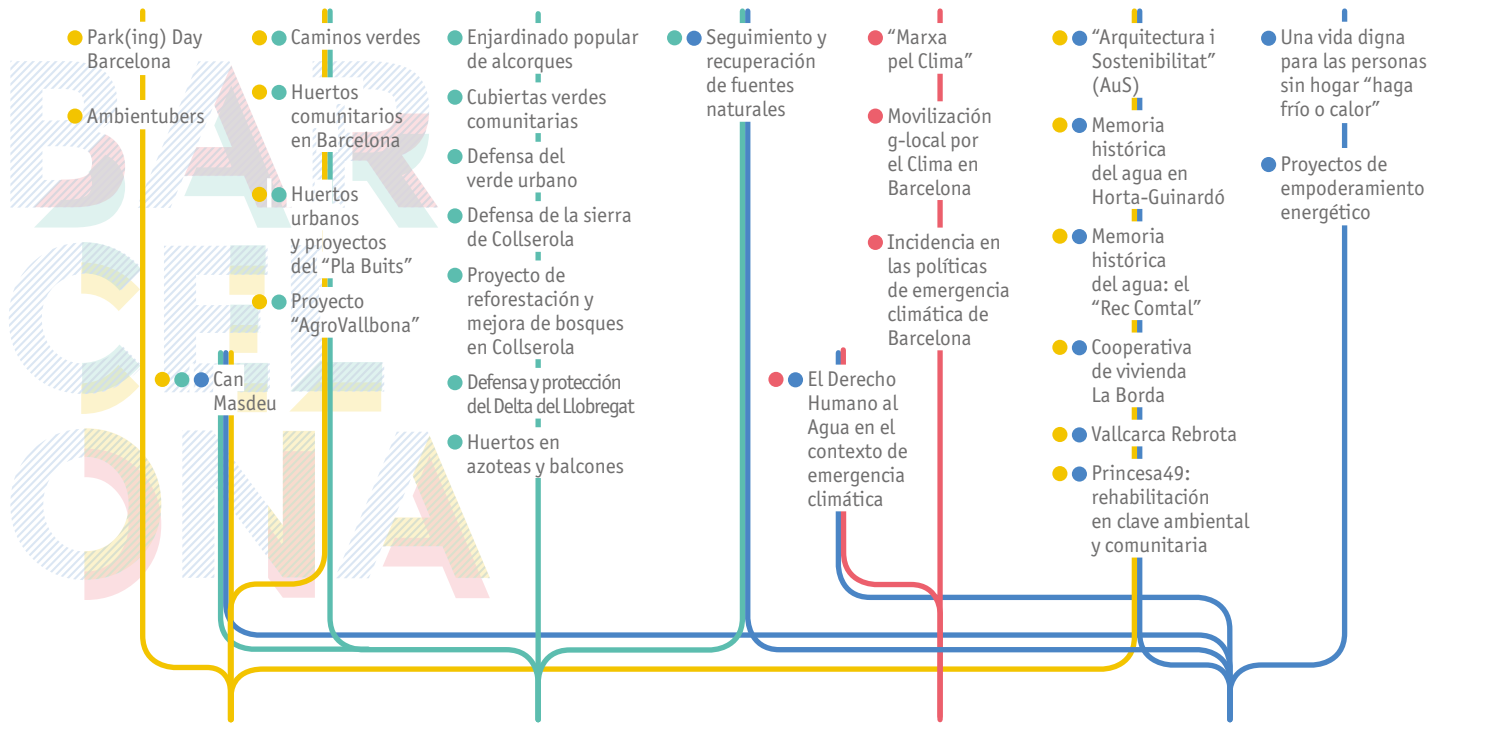 BAR
CEL
ONA
Park(ing) Day
Barcelona
Ambientubers
Can
Masdeu
Caminos verdes
Huertos
comunitarios
en Barcelona
Huertos
urbanos
y proyectos
del “Pla Buits”
Proyecto
“AgroVallbona”
Enjardinado popular
de alcorques
Cubiertas verdes
comunitarias
Defensa del
verde urbano
Defensa de la sierra
de Collserola
Proyecto de
reforestación y
mejora de bosques
en Collserola
Defensa y protección
del Delta del Llobregat
Huertos en
azoteas y balcones
Seguimiento y
recuperación
de fuentes
naturales
El Derecho
Humano al
Agua en el
contexto de
emergencia
climática
“Marxa
pel Clima”
Movilización
g-local por
el Clima en
Barcelona
Incidencia en
las políticas
de emergencia
climática de
Barcelona
“Arquitectura i
Sostenibilitat”
(AuS)
Memoria
histórica
del agua en
Horta-Guinardó
Memoria
histórica
del agua: el
“Rec Comtal”
Cooperativa
de vivienda
La Borda
Vallcarca Rebrota
Princesa49:
rehabilitación
en clave ambiental
y comunitaria
Una vida digna
para las personas
sin hogar “haga
frío o calor”
Proyectos de
empoderamiento
energético